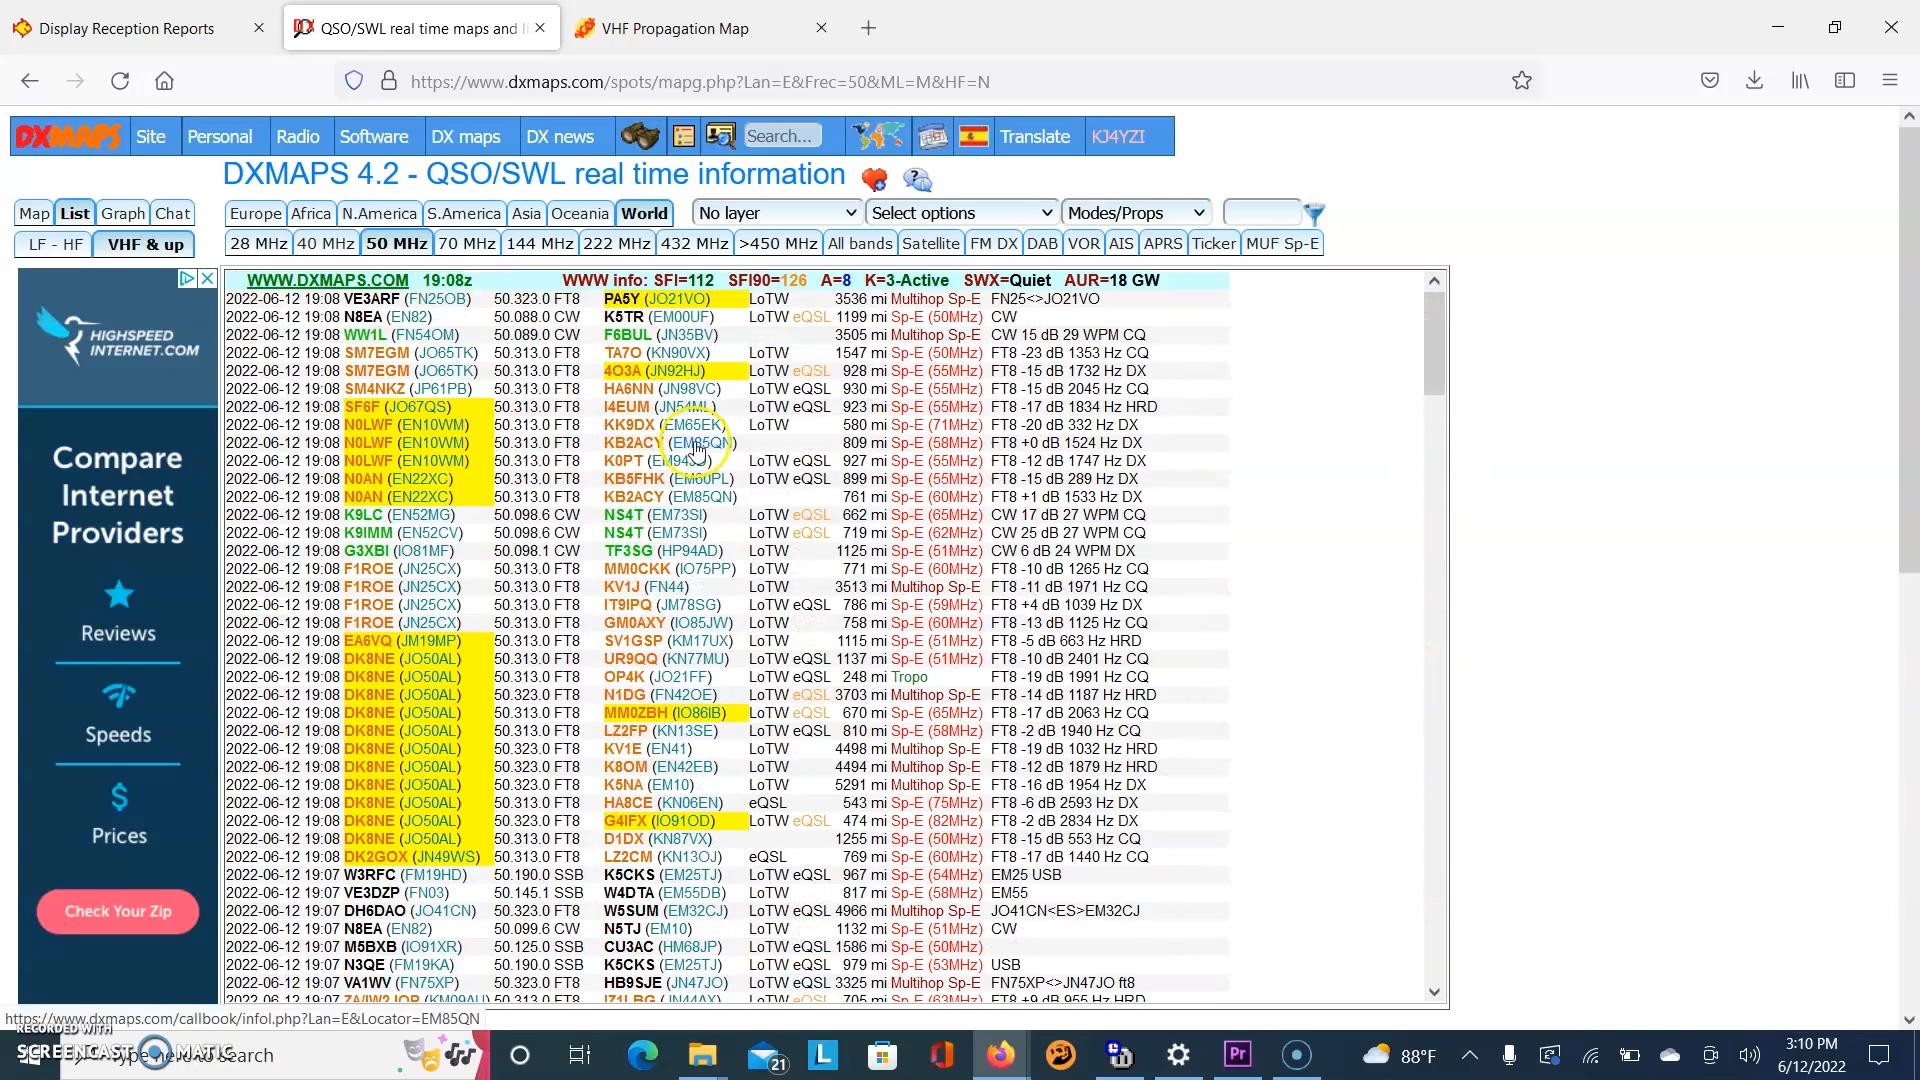 Display Reception Reports
QSO/SWL real time maps and li
VHF Propagation Map
https://www.dxmaps.com/spots/mapg.php?Lan=E&Frec=50&ML=M&HF=N
DXMAPS Site Personal Radio Software DX maps DX news Search... Translate KJ4YZI
DXMAPS 4.2 - QSO/SWL real time information
Map List Graph Chat Europe Africa N.America S.America Asia Oceania World No layer Select options Modes/Props
LF - HF VHF & up 28 MHz 40 MHz 50 MHz 70 MHz 144 MHz 222 MHz 432 MHz >450 MHz All bands Satellite FM DX DAB VOR AIS APRS Ticker MUF Sp-E
WWW.DXMAPS.COM 19:08z WWW info: SFI=112 SFI90=126 A=8 K=3-Active SWX=Quiet AUR=18 GW
2022-06-12 19:08 VE3ARF (FN25OB) 50.323.0 FT8 PA5Y (JO21VO) LoTW 3536 mi Multihop Sp-E FN25<>JO21VO
2022-06-12 19:08 N8EA (EN82) 50.088.0 CW K5TR (EM00UF) LoTW eQSL 1199 mi Sp-E (50MHz) CW
2022-06-12 19:08 WW1L (FN54OM) 50.089.0 CW F6BUL (JN35BV) 3505 mi Multihop Sp-E CW 15 dB 29 WPM CQ
2022-06-12 19:08 SM7EGM (JO65TK) 50.313.0 FT8 TA7O (KN90VX) LoTW 1547 mi Sp-E (50MHz) FT8 -23 dB 1353 Hz CQ
2022-06-12 19:08 SM7EGM (JO65TK) 50.313.0 FT8 4O3A (JN92HJ) LoTW eQSL 928 mi Sp-E (55MHz) FT8 -15 dB 1732 Hz DX
2022-06-12 19:08 SM4NKZ (JP61PB) 50.313.0 FT8 HA6NN (JN98VC) LoTW eQSL 930 mi Sp-E (55MHz) FT8 -15 dB 2045 Hz CQ
2022-06-12 19:08 SF6F (JO67QS) 50.313.0 FT8 I4EUM (JN54ML) LoTW eQSL 923 mi Sp-E (55MHz) FT8 -17 dB 1834 Hz HRD
2022-06-12 19:08 N0LWF (EN10WM) 50.313.0 FT8 KK9DX (EM65EK) LoTW 580 mi Sp-E (71MHz) FT8 -20 dB 332 Hz DX
2022-06-12 19:08 N0LWF (EN10WM) 50.313.0 FT8 KB2ACY (EM85QN) 809 mi Sp-E (58MHz) FT8 +0 dB 1524 Hz DX
2022-06-12 19:08 N0LWF (EN10WM) 50.313.0 FT8 K0PT LoTW eQSL 927 mi Sp-E (55MHz) FT8 -12 dB 1747 Hz DX
2022-06-12 19:08 N0AN (EN22XC) 50.313.0 FT8 KB5FHK (EM60PL) LoTW eQSL 899 mi Sp-E (55MHz) FT8 -15 dB 289 Hz DX
2022-06-12 19:08 N0AN (EN22XC) 50.313.0 FT8 KB2ACY (EM85QN) 761 mi Sp-E (60MHz) FT8 +1 dB 1533 Hz DX
2022-06-12 19:08 K9LC (EN52MG) 50.098.6 CW NS4T (EM73SI) LoTW eQSL 662 mi Sp-E (65MHz) CW 17 dB 27 WPM CQ
2022-06-12 19:08 K9IMM (EN52CV) 50.098.6 CW NS4T (EM73SI) LoTW eQSL 719 mi Sp-E (62MHz) CW 25 dB 27 WPM CQ
2022-06-12 19:08 G3XBI (IO81MF) 50.098.1 CW TF3SG (HP94AD) LoTW 1125 mi Sp-E (51MHz) CW 6 dB 24 WPM DX
2022-06-12 19:08 F1ROE (JN25CX) 50.313.0 FT8 MM0CKK (IO75PP) LoTW 771 mi Sp-E (60MHz) FT8 -10 dB 1265 Hz CQ
2022-06-12 19:08 F1ROE (JN25CX) 50.313.0 FT8 KV1J (FN44) LoTW 3513 mi Multihop Sp-E FT8 -11 dB 1971 Hz CQ
2022-06-12 19:08 F1ROE (JN25CX) 50.313.0 FT8 IT9IPQ (JM78SG) LoTW eQSL 786 mi Sp-E (59MHz) FT8 +4 dB 1039 Hz DX
2022-06-12 19:08 F1ROE (JN25CX) 50.313.0 FT8 GM0AXY (IO85JW) LoTW 758 mi Sp-E (60MHz) FT8 -13 dB 1125 Hz CQ
2022-06-12 19:08 EA6VQ (JM19MP) 50.313.0 FT8 SV1GSP (KM17UX) LoTW 1115 mi Sp-E (51MHz) FT8 -5 dB 663 Hz HRD
2022-06-12 19:08 DK8NE (JO50AL) 50.313.0 FT8 UR9QQ (KN77MU) LoTW eQSL 1137 mi Sp-E (51MHz) FT8 -10 dB 2401 Hz CQ
2022-06-12 19:08 DK8NE (JO50AL) 50.313.0 FT8 OP4K (JO21FF) LoTW eQSL 248 mi Tropo FT8 -19 dB 1991 Hz CQ
2022-06-12 19:08 DK8NE (JO50AL) 50.323.0 FT8 N1DG (FN42OE) LoTW eQSL 3703 mi Multihop Sp-E FT8 -14 dB 1187 Hz HRD
2022-06-12 19:08 DK8NE (JO50AL) 50.313.0 FT8 MM0ZBH (IO86IB) LoTW eQSL 670 mi Sp-E (65MHz) FT8 -17 dB 2063 Hz CQ
2022-06-12 19:08 DK8NE (JO50AL) 50.313.0 FT8 LZ2FP (KN13SE) LoTW eQSL 810 mi Sp-E (58MHz) FT8 -2 dB 1940 Hz CQ
2022-06-12 19:08 DK8NE (JO50AL) 50.323.0 FT8 KV1E (EN41) LoTW 4498 mi Multihop Sp-E FT8 -19 dB 1032 Hz HRD
2022-06-12 19:08 DK8NE (JO50AL) 50.323.0 FT8 K8OM (EN42EB) LoTW 4494 mi Multihop Sp-E FT8 -12 dB 1879 Hz HRD
2022-06-12 19:08 DK8NE (JO50AL) 50.323.0 FT8 K5NA (EM10) LoTW 5291 mi Multihop Sp-E FT8 -16 dB 1954 Hz DX
2022-06-12 19:08 DK8NE (JO50AL) 50.313.0 FT8 HA8CE (KN06EN) eQSL 543 mi Sp-E (75MHz) FT8 -6 dB 2593 Hz DX
2022-06-12 19:08 DK8NE (JO50AL) 50.313.0 FT8 G4IFX (IO91OD) LoTW eQSL 474 mi Sp-E (82MHz) FT8 -2 dB 2834 Hz DX
2022-06-12 19:08 DK8NE (JO50AL) 50.313.0 FT8 D1DX (KN87VX) 1255 mi Sp-E (50MHz) FT8 -15 dB 553 Hz CQ
2022-06-12 19:08 DK2GOX (JN49WS) 50.313.0 FT8 LZ2CM (KN13OJ) eQSL 769 mi Sp-E (60MHz) FT8 -17 dB 1440 Hz CQ
2022-06-12 19:07 W3RFC (FM19HD) 50.190.0 SSB K5CKS (EM25TJ) LoTW eQSL 967 mi Sp-E (54MHz) EM25 USB
2022-06-12 19:07 VE3DZP (FN03) 50.145.1 SSB W4DTA (EM55DB) LoTW 817 mi Sp-E (58MHz) EM55
2022-06-12 19:07 DH6DAO (JO41CN) 50.323.0 FT8 W5SUM (EM32CJ) LoTW eQSL 4966 mi Multihop Sp-E JO41CN<ES>EM32CJ
2022-06-12 19:07 N8EA (EN82) 50.099.6 CW N5TJ (EM10) LoTW 1132 mi Sp-E (51MHz) CW
2022-06-12 19:07 M5BXB (IO91XR) 50.125.0 SSB CU3AC (HM68JP) LoTW eQSL 1586 mi Sp-E (50MHz)
2022-06-12 19:07 N3QE (FM19KA) 50.190.0 SSB K5CKS (EM25TJ) LoTW eQSL 979 mi Sp-E (53MHz) USB
2022-06-12 19:07 VA1WV (FN75XP) 50.323.0 FT8 HB9SJE (JN47JO) LoTW eQSL 3325 mi Multihop Sp-E FN75XP<>JN47JO ft8
2022-06-12 19:07 ZA/IW2JOP (KM09AU) 50.313.0 FT8 IZ1LBG (JN44AX) LoTW eQSL 705 mi Sp-E (63MHz) FT8 +9 dB 955 Hz HRD
HIGHSPEED
INTERNET.COM
Compare
Internet
Providers
Reviews
Speeds
Prices
Check Your Zip
https://www.dxmaps.com/callbook/infol.php?Lan=E&Locator=EM85QN
RECORDED WITH
SCREENCAST MATIC
Type here to search
21
L
Pr
88°F
3:10 PM
6/12/2022